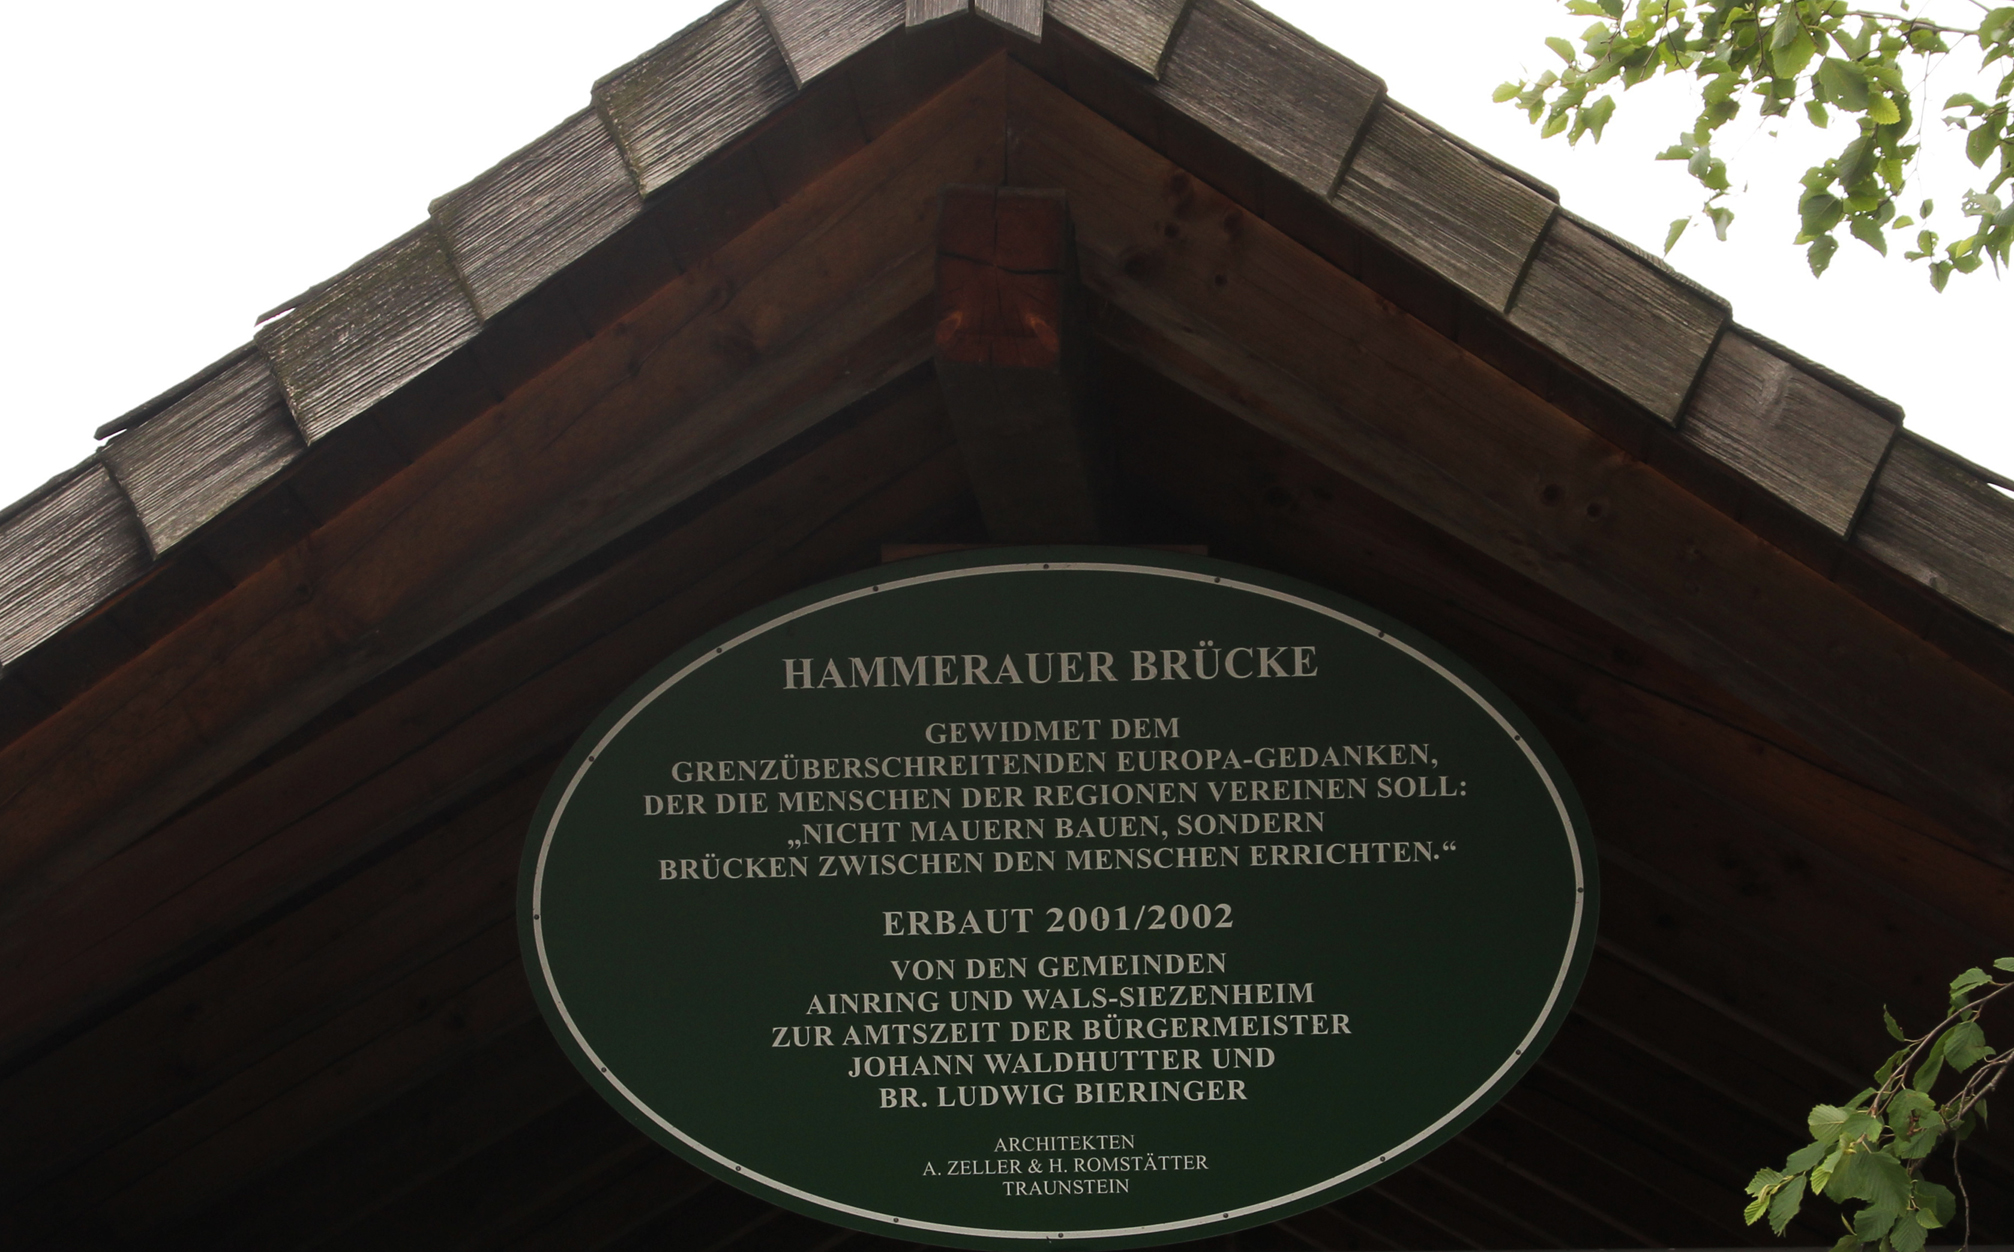 HAMMERAUER BRÜCKE
GEWIDMET DEM
GRENZÜBERSCHREITENDEN EUROPA-GEDANKEN,
DER DIE MENSCHEN DER REGIONEN VEREINEN SOLL:
„NICHT MAUERN BAUEN, SONDERN
BRÜCKEN ZWISCHEN DEN MENSCHEN ERRICHTEN.“
ERBAUT 2001/2002
VON DEN GEMEINDEN
AINRING UND WALS-SIEZENHEIM
ZUR AMTSZEIT DER BÜRGERMEISTER
JOHANN WALDHUTTER UND
BR. LUDWIG BIERINGER
ARCHITEKTEN
A. ZELLER & H. ROMSTÄTTER
TRAUNSTEIN